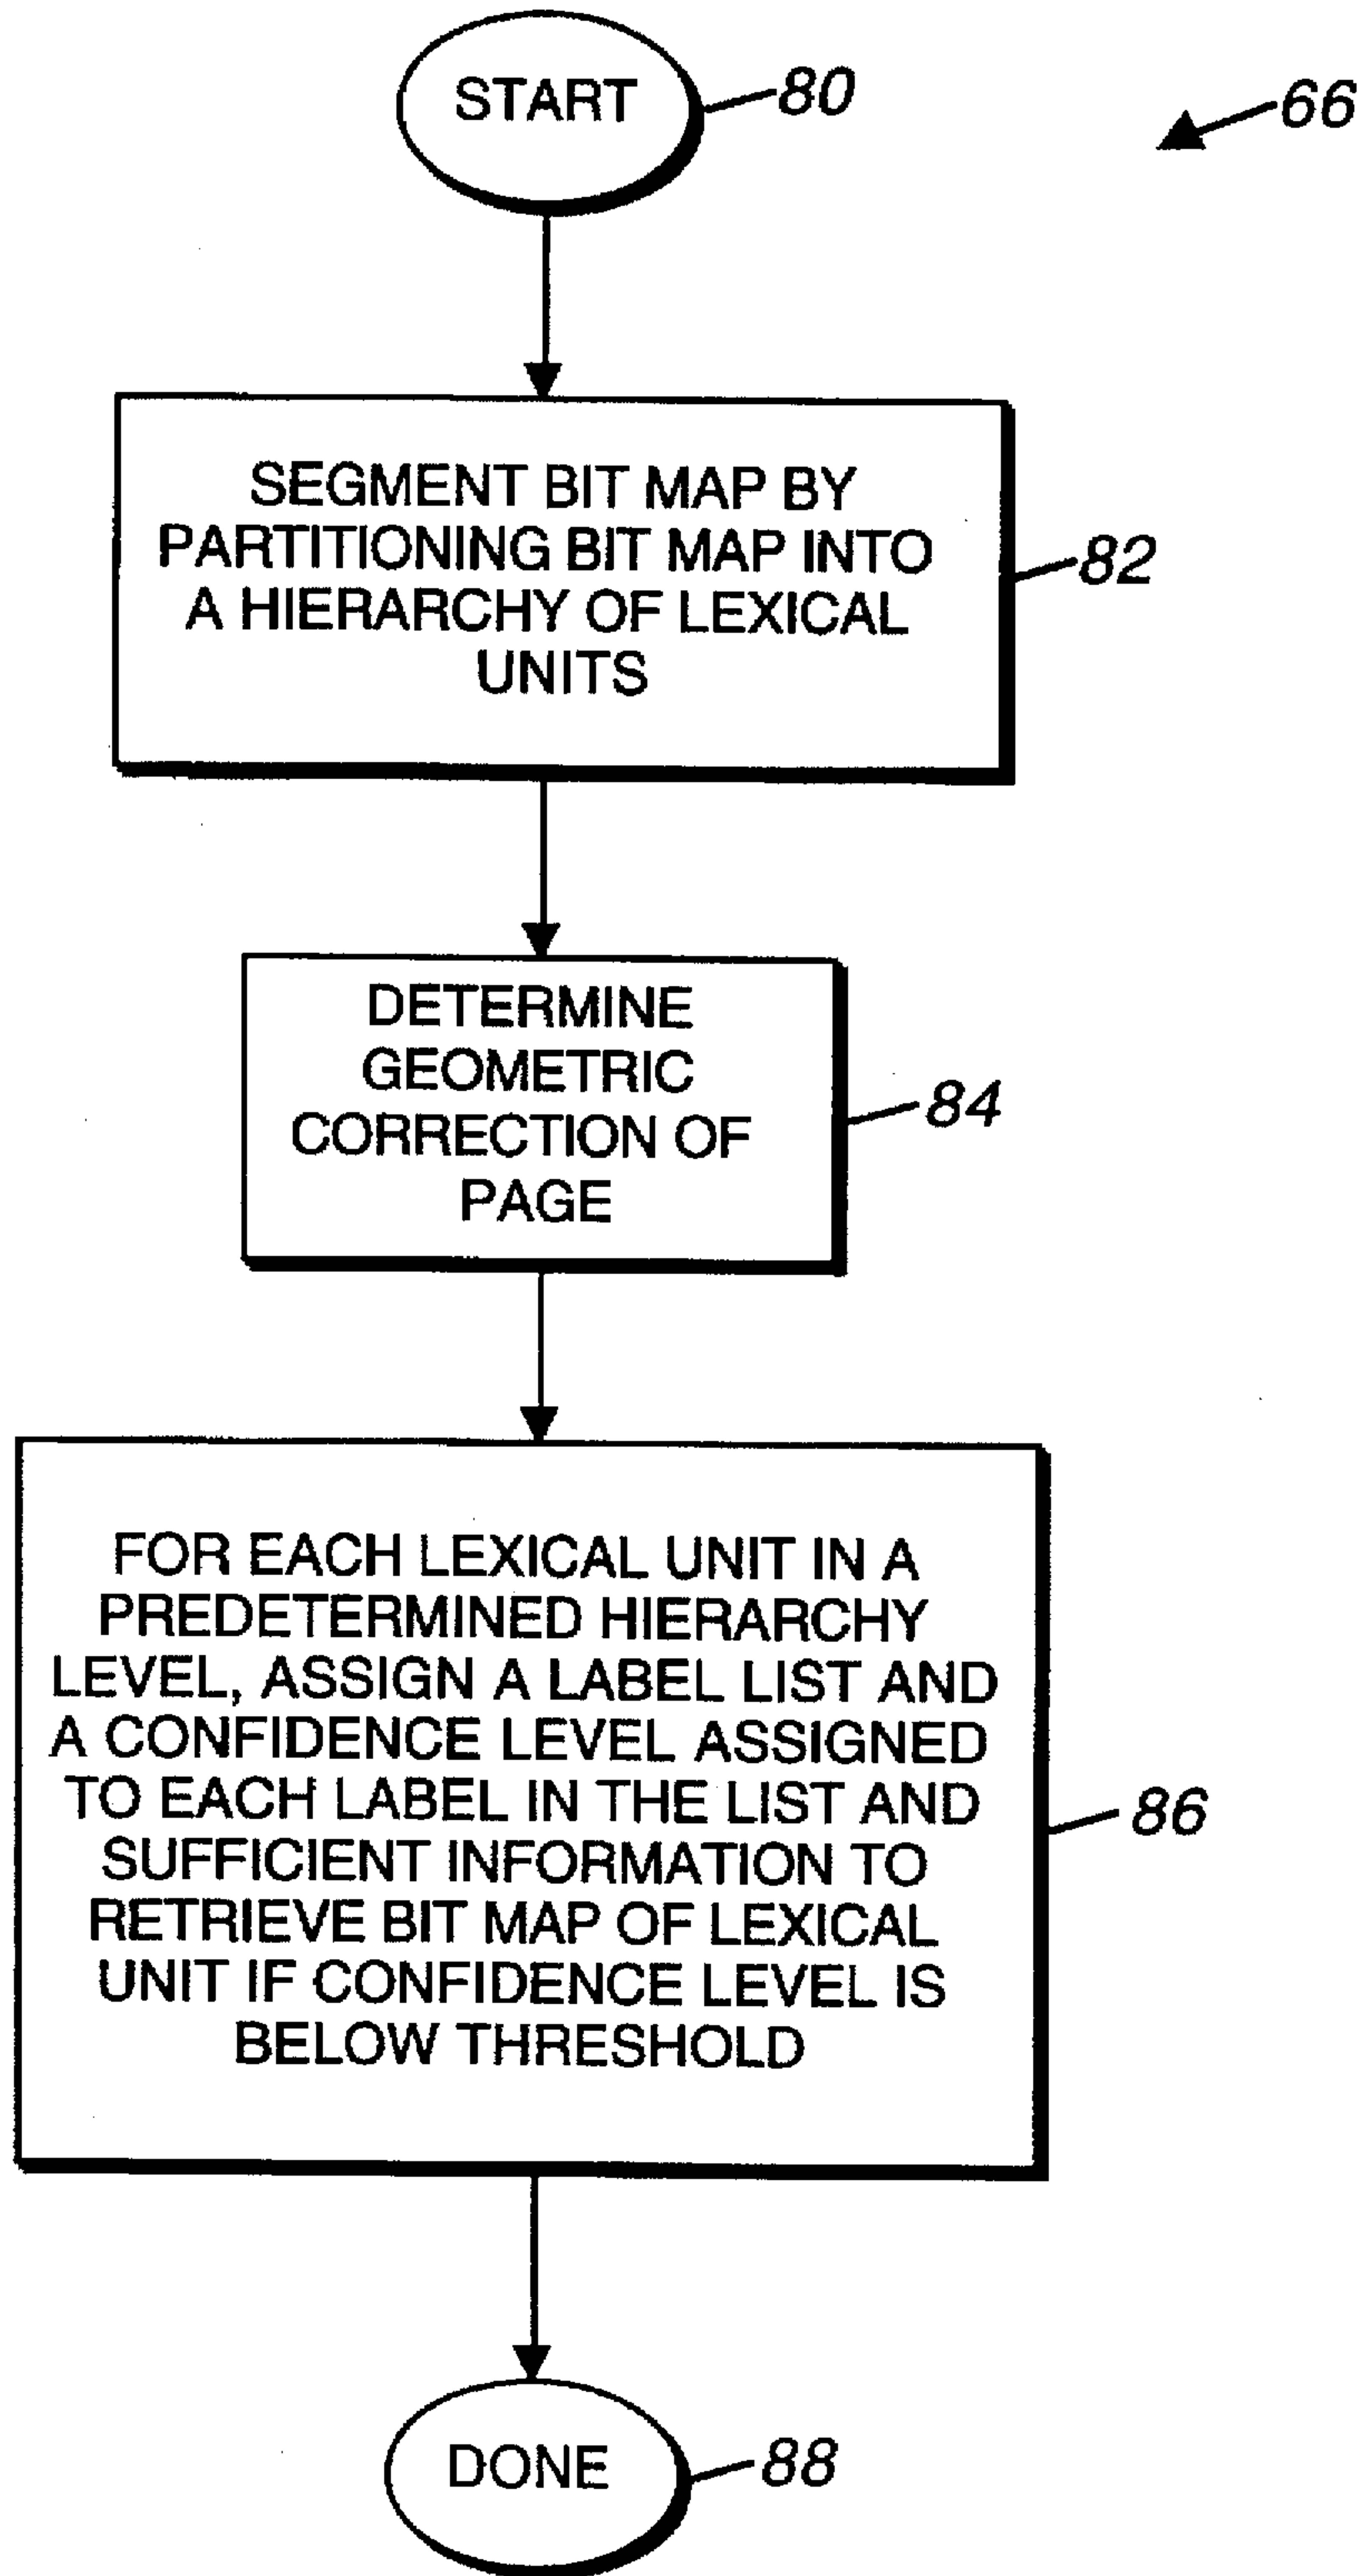 START
80
66
SEGMENT BIT MAP BY
PARTITIONING BIT MAP INTO
A HIERARCHY OF LEXICAL
UNITS
82
DETERMINE
GEOMETRIC
CORRECTION OF
PAGE
84
FOR EACH LEXICAL UNIT IN A
PREDETERMINED HIERARCHY
LEVEL, ASSIGN A LABEL LIST AND
A CONFIDENCE LEVEL ASSIGNED
TO EACH LABEL IN THE LIST AND
SUFFICIENT INFORMATION TO
RETRIEVE BIT MAP OF LEXICAL
UNIT IF CONFIDENCE LEVEL IS
BELOW THRESHOLD
86
DONE
88